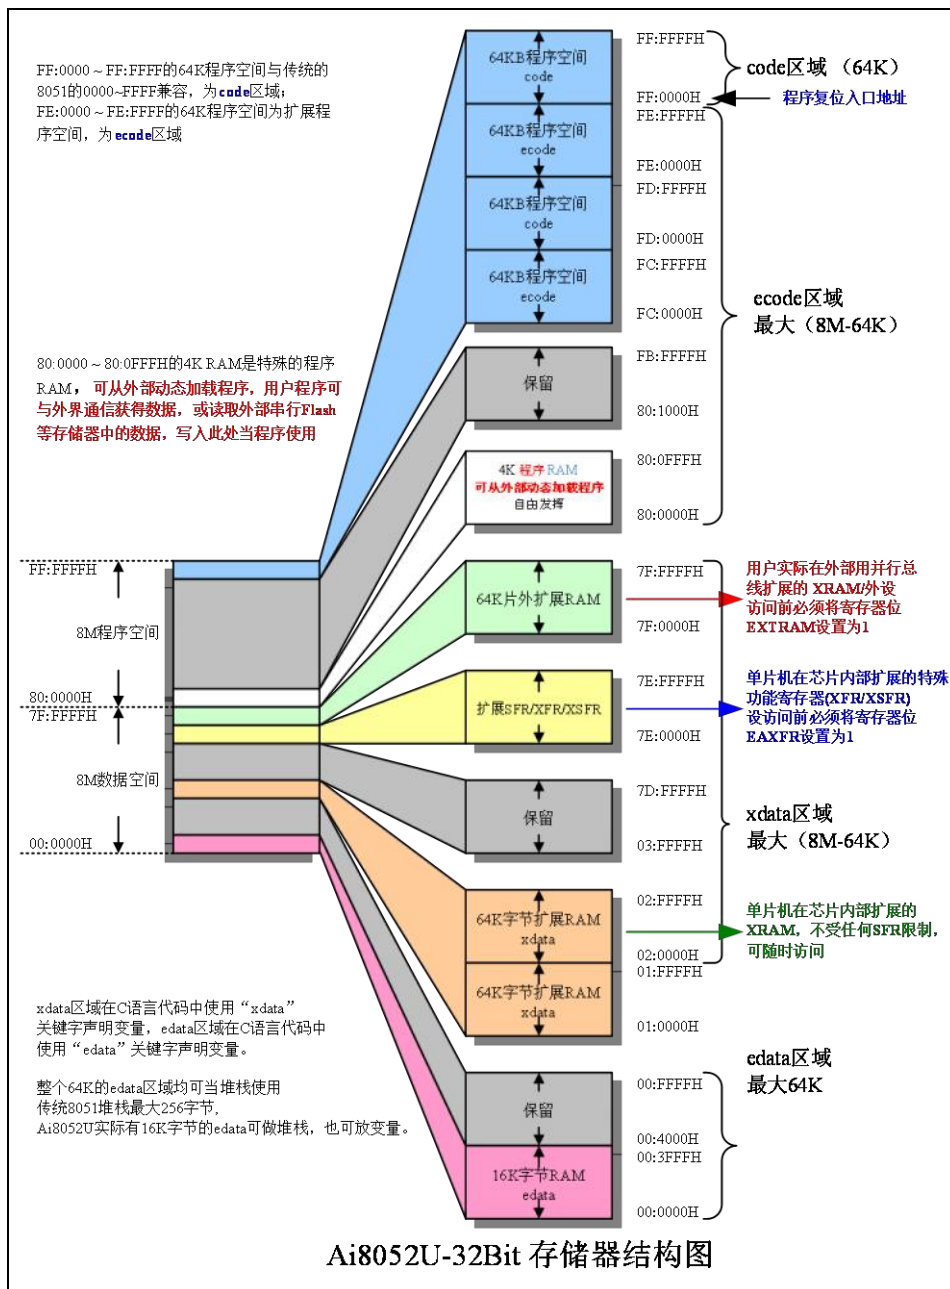 FF:0000～FF:FFFF的64K程序空间与传统的
8051的0000~FFFF兼容，为code区域；
FE:0000～FE:FFFF的64K程序空间为扩展程
序空间，为ecode区域
64KB程序空间
code
64KB程序空间
ecode
64KB程序空间
code
64KB程序空间
ecode
FF:FFFFH
FF:0000H
FE:FFFFH
FE:0000H
FD:FFFFH
FD:0000H
FC:FFFFH
FC:0000H
code区域（64K）
程序复位入口地址
ecode区域
最大（8M-64K）
80:0000～80:0FFFH的4K RAM是特殊的程序
RAM，可从外部动态加载程序，用户程序可
与外界通信获得数据，或读取外部串行Flash
等存储器中的数据，写入此处当程序使用
保留
FB:FFFFH
80:1000H
4K 程序 RAM
可从外部动态加载程序
自由发挥
80:0FFFH
80:0000H
FF:FFFFH
8M程序空间
80:0000H
7F:FFFFH
8M数据空间
00:0000H
64K片外扩展RAM
7F:FFFFH
7F:0000H
用户实际在外部用并行总
线扩展的 XRAM/外设
访问前必须将寄存器位
EXTRAM设置为1
扩展SFR/XFR/XSFR
7E:FFFFH
7E:0000H
单片机在芯片内部扩展的特殊
功能寄存器(XFR/XSFR)
设访问前必须将寄存器位
EAXFR设置为1
保留
7D:FFFFH
03:FFFFH
xdata区域
最大（8M-64K）
64K字节扩展RAM
xdata
64K字节扩展RAM
xdata
02:FFFFH
02:0000H
01:FFFFH
01:0000H
单片机在芯片内部扩展的
XRAM，不受任何SFR限制，
可随时访问
xdata区域在C语言代码中使用“xdata”
关键字声明变量，edata区域在C语言代码中
使用“edata”关键字声明变量。
整个64K的edata区域均可当堆栈使用
传统8051堆栈最大256字节，
Ai8052U实际有16K字节的edata可做堆栈，也可放变量。
保留
16K字节RAM
edata
00:FFFFH
00:4000H
00:3FFFH
00:0000H
edata区域
最大64K
Ai8052U-32Bit 存储器结构图